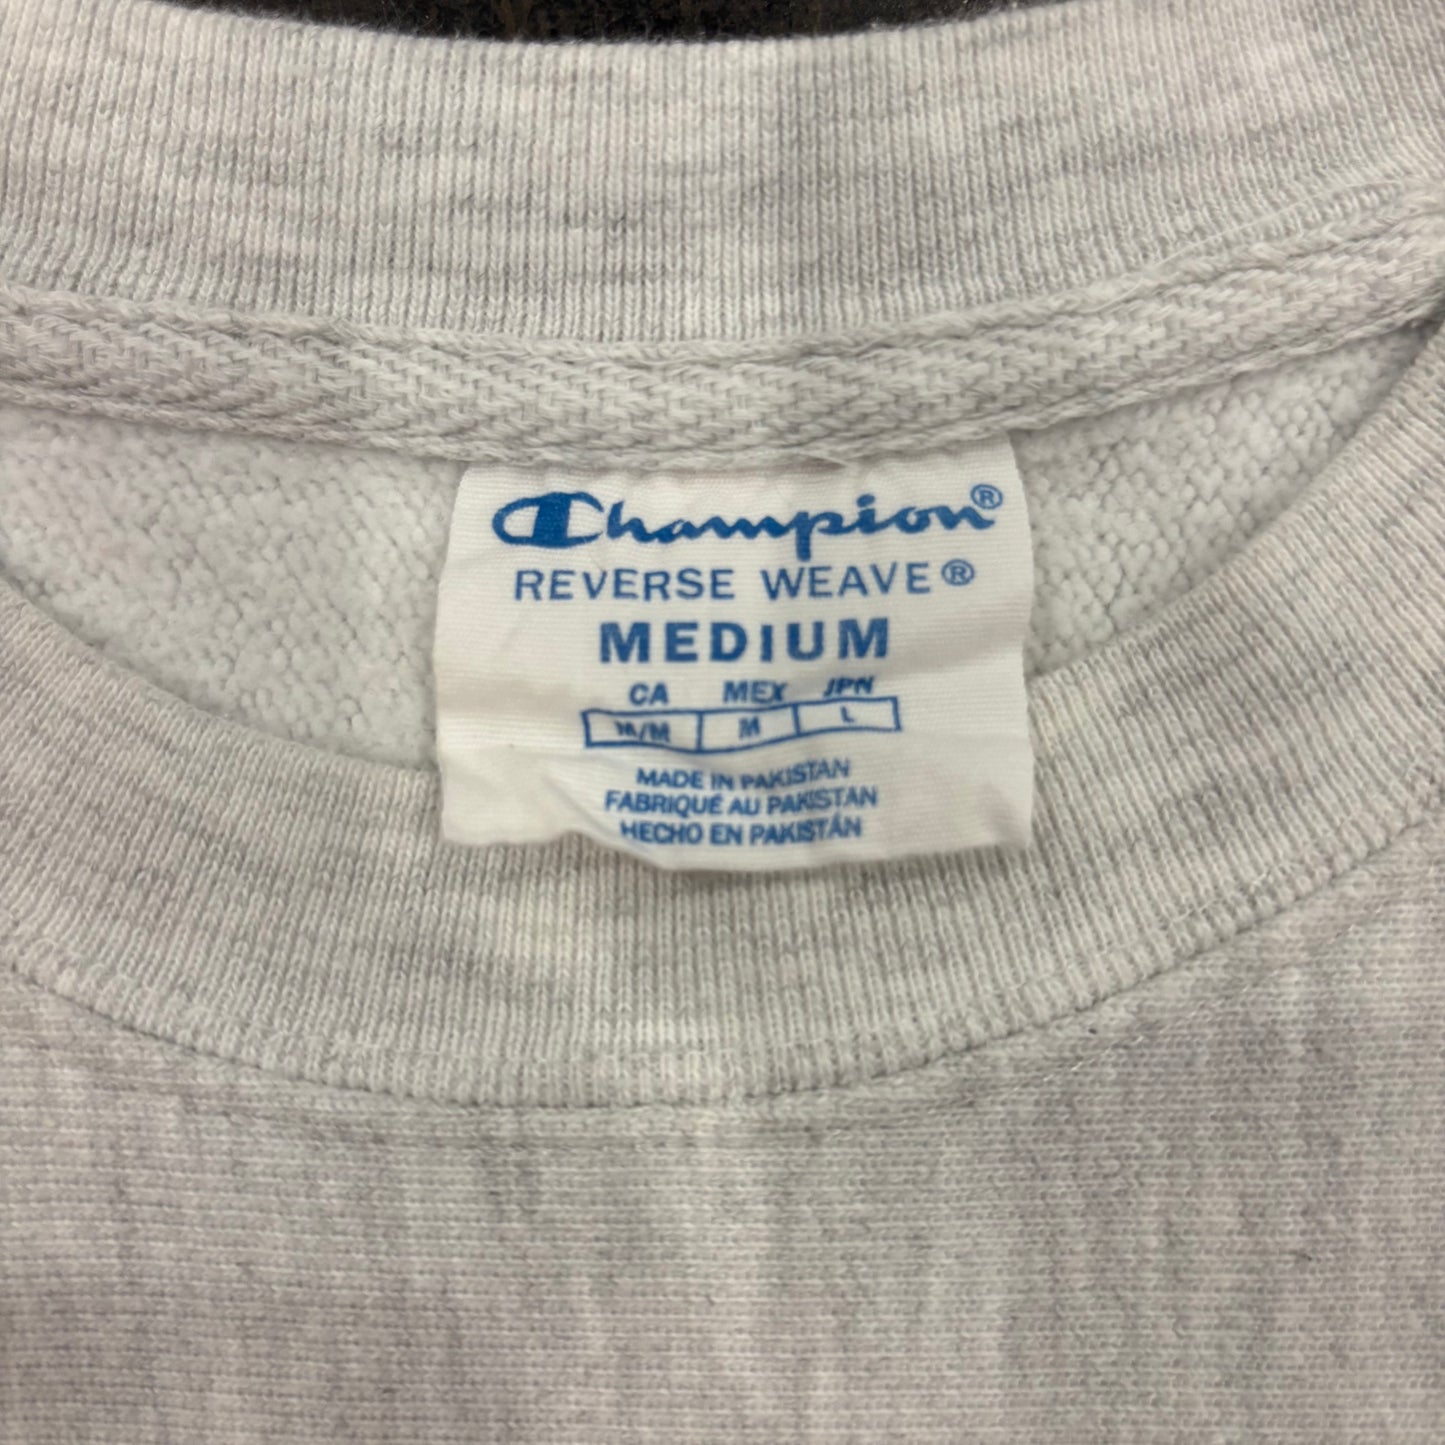 Champion®
REVERSE WEAVE®
MEDIUM
CA MEX JPN
M/M M L
MADE IN PAKISTAN
FABRIQUÉ AU PAKISTAN
HECHO EN PAKISTÁN